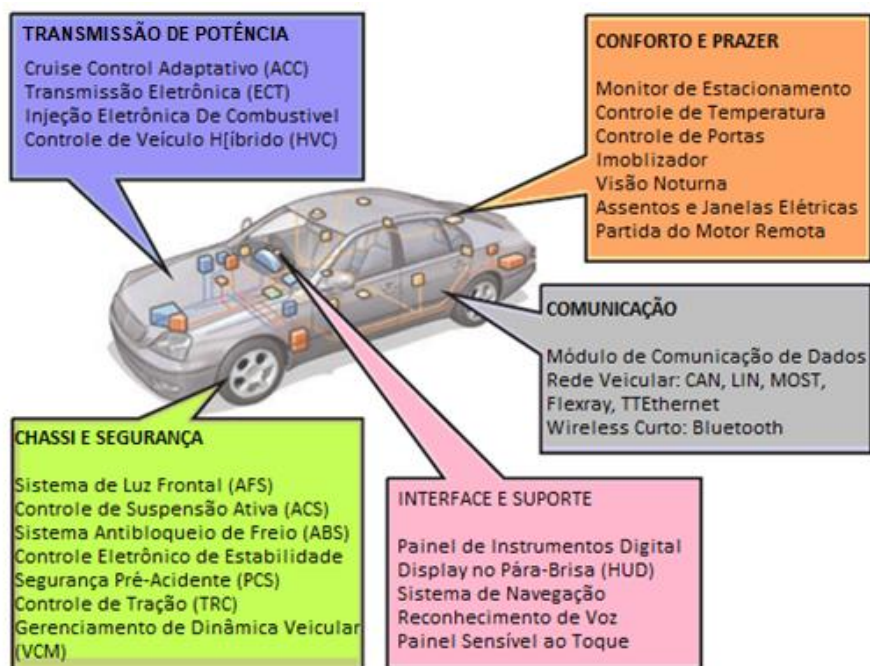 TRANSMISSÃO DE POTÊNCIA
Cruise Control Adaptativo (ACC)
Transmissão Eletrônica (ECT)
Injeção Eletrônica De Combustivel
Controle de Veículo H[íbrido (HVC)
CONFORTO E PRAZER
Monitor de Estacionamento
Controle de Temperatura
Controle de Portas
Imoblizador
Visão Noturna
Assentos e Janelas Elétricas
Partida do Motor Remota
COMUNICAÇÃO
Módulo de Comunicação de Dados
Rede Veicular: CAN, LIN, MOST,
Flexray, TTEthernet
Wireless Curto: Bluetooth
CHASSI E SEGURANÇA
Sistema de Luz Frontal (AFS)
Controle de Suspensão Ativa (ACS)
Sistema Antibloqueio de Freio (ABS)
Controle Eletrônico de Estabilidade
Segurança Pré-Acidente (PCS)
Controle de Tração (TRC)
Gerenciamento de Dinâmica Veicular
(VCM)
INTERFACE E SUPORTE
Painel de Instrumentos Digital
Display no Pára-Brisa (HUD)
Sistema de Navegação
Reconhecimento de Voz
Painel Sensível ao Toque